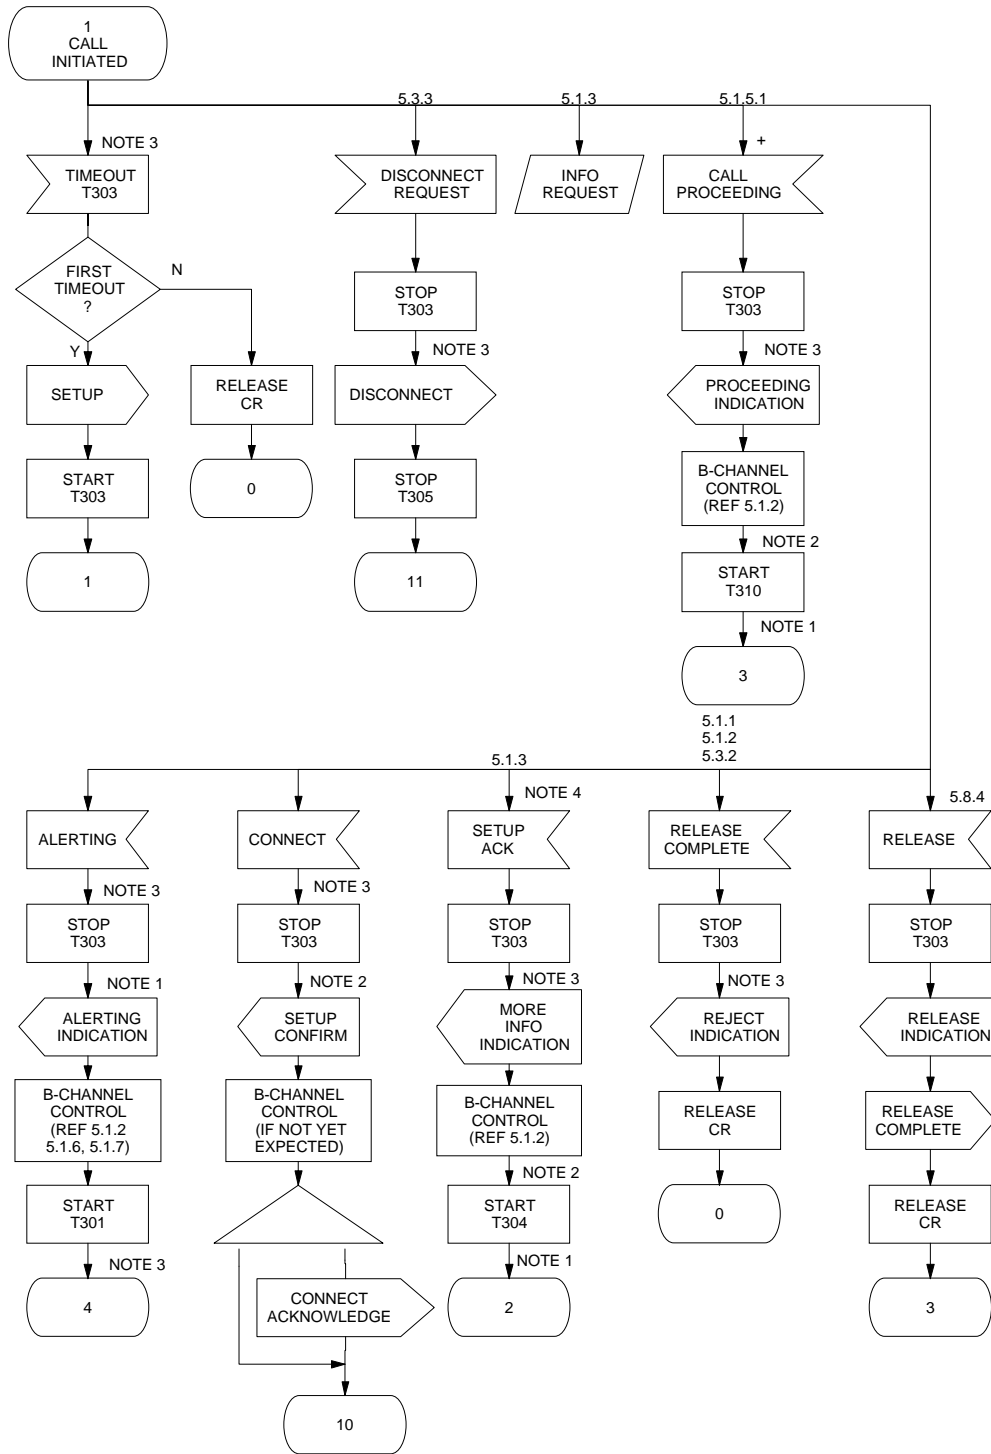 1
CALL
INITIATED
5.3.3
5.1.3
5.1.5.1
NOTE 3
+
TIMEOUT
T303
DISCONNECT
REQUEST
INFO
REQUEST
CALL
PROCEEDING
FIRST
TIMEOUT
?
N
Y
STOP
T303
STOP
T303
NOTE 3
NOTE 3
SETUP
RELEASE
CR
DISCONNECT
PROCEEDING
INDICATION
START
T303
0
STOP
T305
B-CHANNEL
CONTROL
(REF 5.1.2)
NOTE 2
1
11
START
T310
NOTE 1
3
5.1.1
5.1.2
5.3.2
5.1.3
NOTE 4
5.8.4
ALERTING
CONNECT
SETUP
ACK
RELEASE
COMPLETE
RELEASE
NOTE 3
NOTE 3
STOP
T303
STOP
T303
STOP
T303
STOP
T303
STOP
T303
NOTE 1
NOTE 2
NOTE 3
NOTE 3
ALERTING
INDICATION
SETUP
CONFIRM
MORE
INFO
INDICATION
REJECT
INDICATION
RELEASE
INDICATION
B-CHANNEL
CONTROL
(REF 5.1.2
5.1.6, 5.1.7)
B-CHANNEL
CONTROL
(IF NOT YET
EXPECTED)
B-CHANNEL
CONTROL
(REF 5.1.2)
RELEASE
CR
RELEASE
COMPLETE
NOTE 2
START
T301
START
T304
0
RELEASE
CR
NOTE 3
NOTE 1
4
CONNECT
ACKNOWLEDGE
2
3
10